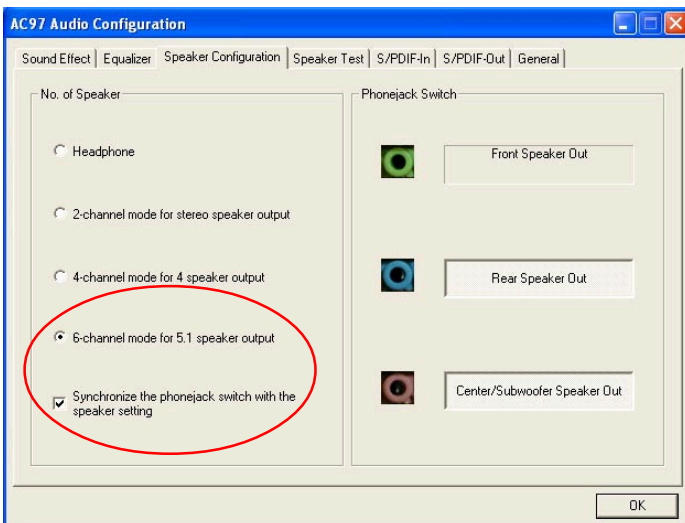 AC97 Audio Configuration
Sound Effect Equalizer Speaker Configuration Speaker Test S/PDIF-In S/PDIF-Out General
No. of Speaker
Headphone
2-channel mode for stereo speaker output
4-channel mode for 4 speaker output
6-channel mode for 5.1 speaker output
Synchronize the phonejack switch with the
speaker setting
Phonejack Switch
Front Speaker Out
Rear Speaker Out
Center/Subwoofer Speaker Out
OK